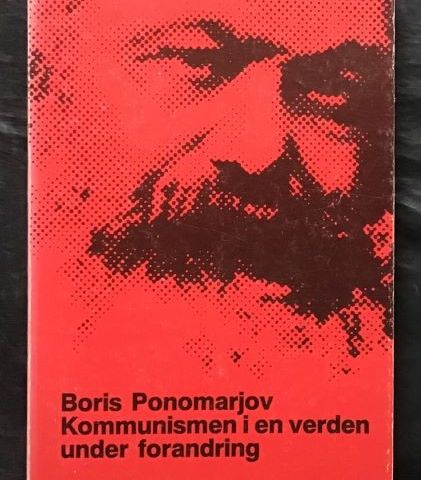 Boris Ponomarjov
Kommunismen i en verden
under forandring